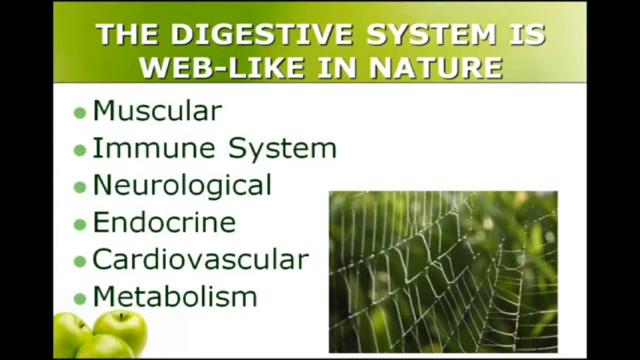 THE DIGESTIVE SYSTEM IS
WEB-LIKE IN NATURE
Muscular
Immune System
Neurological
Endocrine
Cardiovascular
Metabolism